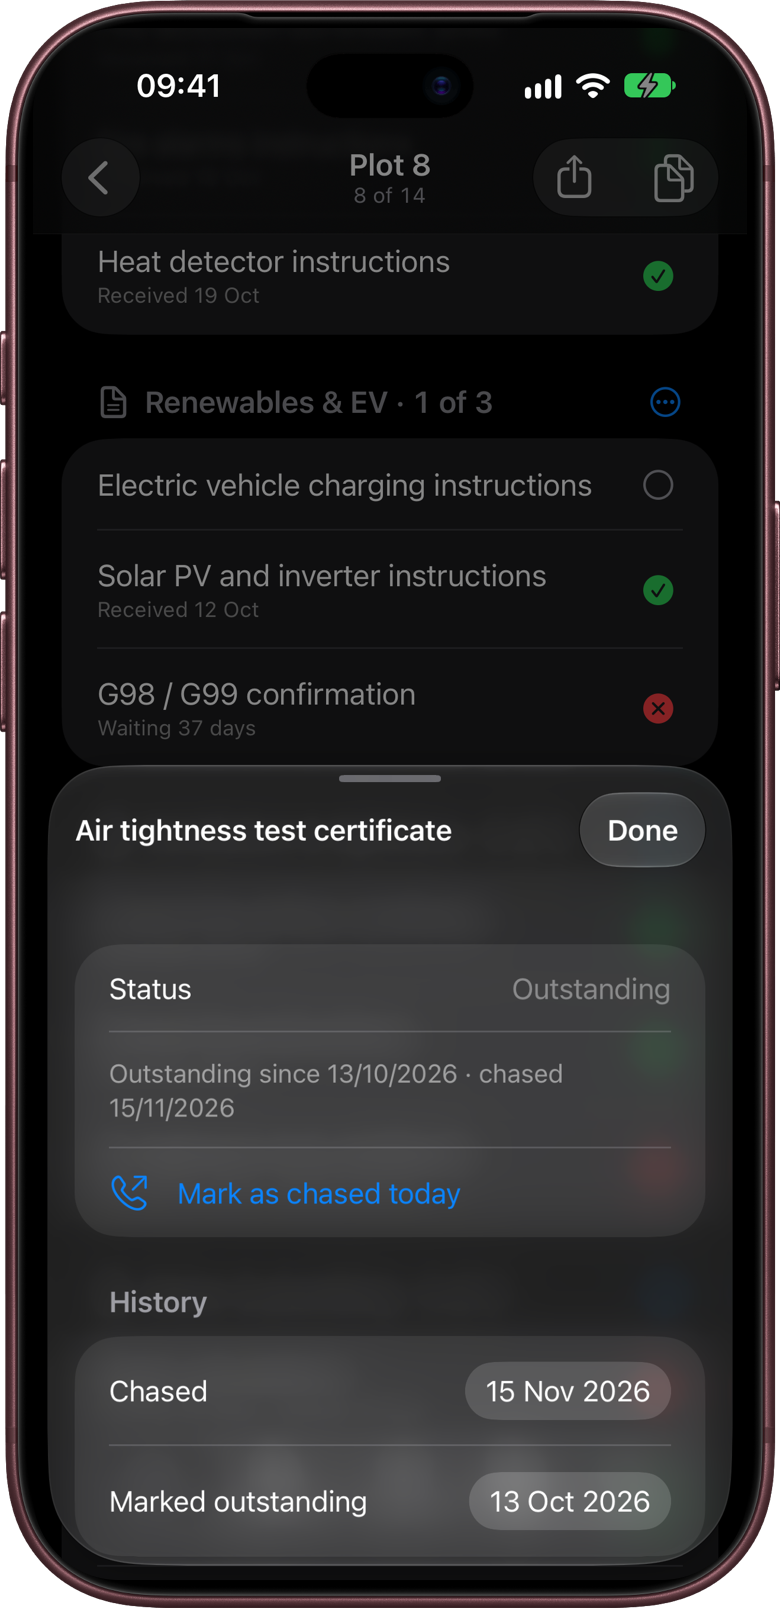 09:41
Plot 8
8 of 14
Heat detector instructions
Received 19 Oct
Renewables & EV · 1 of 3
Electric vehicle charging instructions
Solar PV and inverter instructions
Received 12 Oct
G98 / G99 confirmation
Waiting 37 days
Air tightness test certificate
Done
Status
Outstanding
Outstanding since 13/10/2026 · chased
15/11/2026
Mark as chased today
History
Chased
15 Nov 2026
Marked outstanding
13 Oct 2026